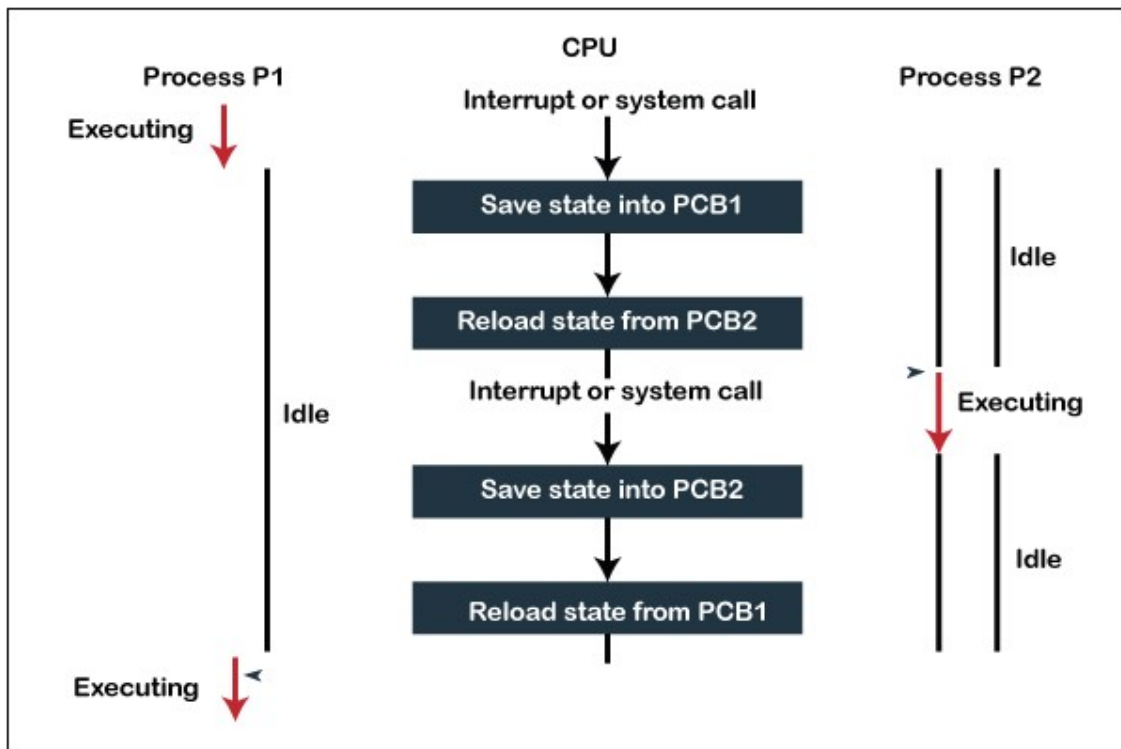 CPU
Process P1
Process P2
Interrupt or system call
Executing
Save state into PCB1
Idle
Reload state from PCB2
Interrupt or system call
Executing
Idle
Save state into PCB2
Idle
Reload state from PCB1
Executing